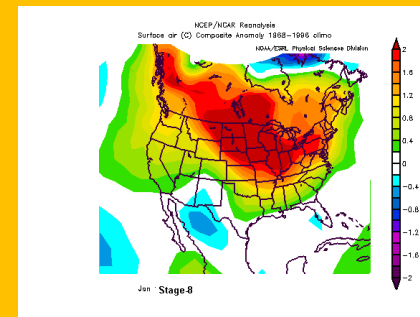 NCEP/NCAR Reanalysis
Surface air (C) Composite Anomaly 1968-1996 climo
NOAA/ESRL Physical Sciences Division
2
1.6
1.2
0.8
0.4
0
-0.4
-0.8
-1.2
-1.6
-2
Jan Stage-8